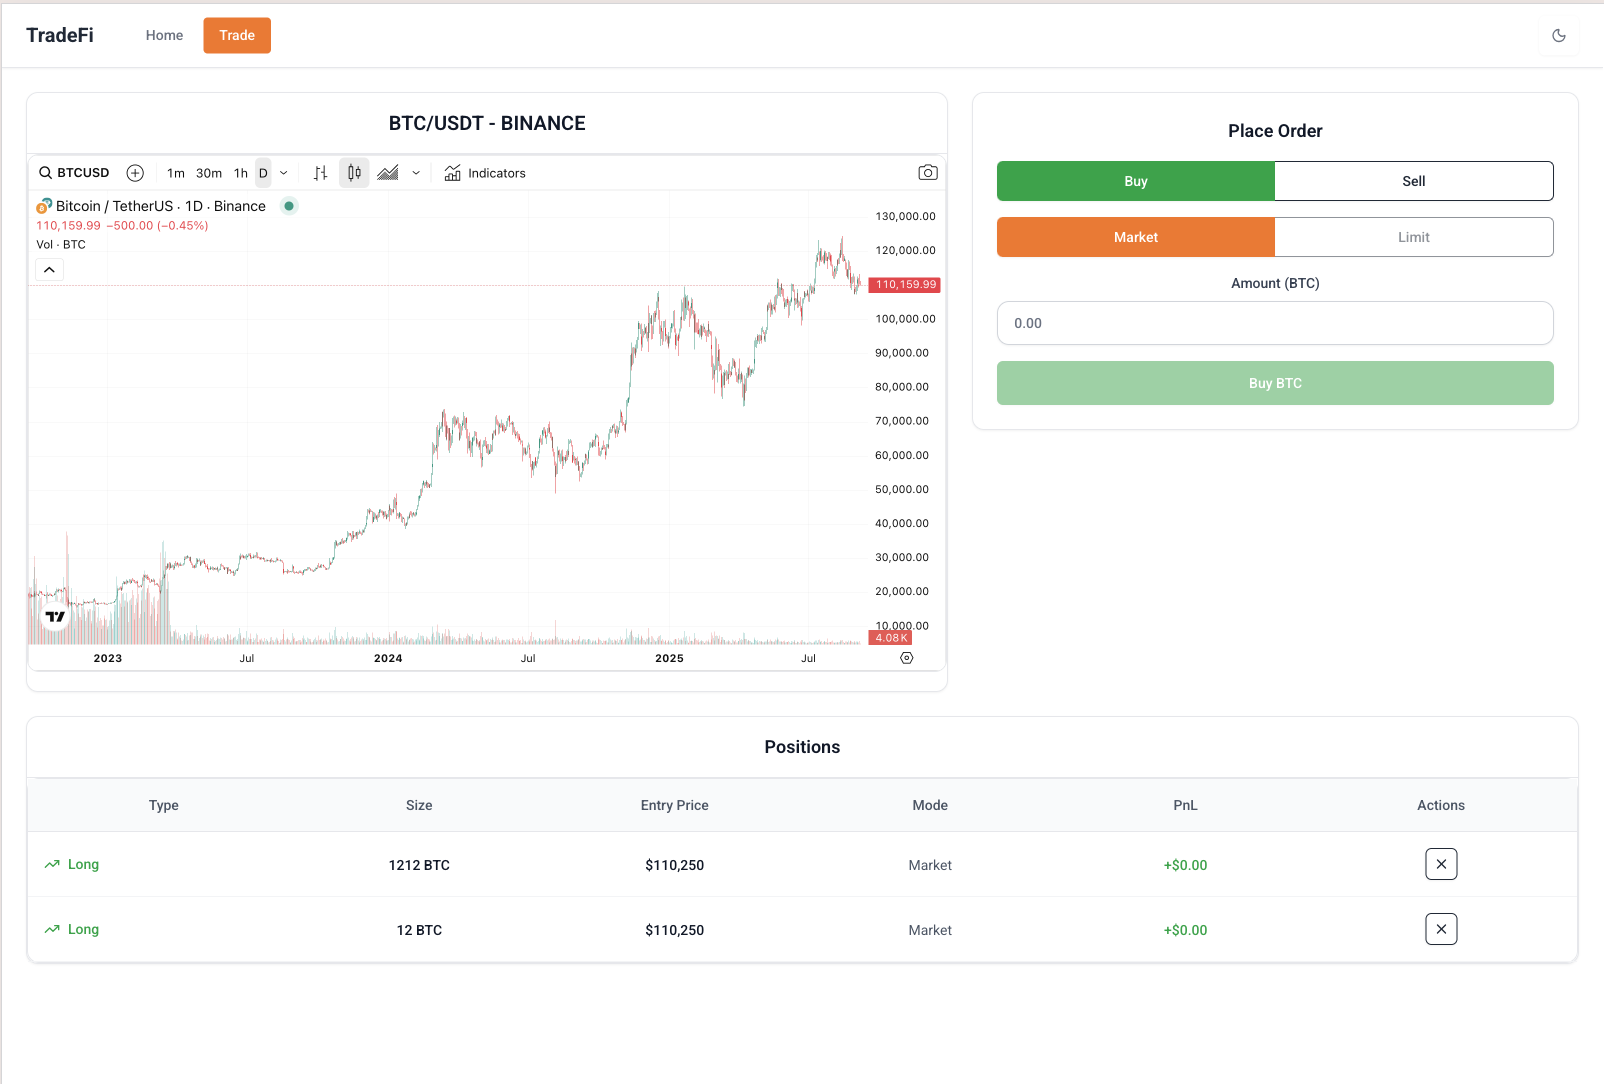 TradeFi Home Trade
BTC/USDT - BINANCE
BTCUSD 1m 30m 1h D Indicators
Bitcoin / TetherUS · 1D · Binance
110,159.99 −500.00 (−0.45%)
Vol · BTC
130,000.00
120,000.00
110,159.99
100,000.00
90,000.00
80,000.00
70,000.00
60,000.00
50,000.00
40,000.00
30,000.00
20,000.00
10,000.00
4.08K
2023 Jul 2024 Jul 2025 Jul
Place Order
Buy Sell
Market Limit
Amount (BTC)
0.00
Buy BTC
Positions
Type Size Entry Price Mode PnL Actions
Long 1212 BTC $110,250 Market +$0.00
Long 12 BTC $110,250 Market +$0.00